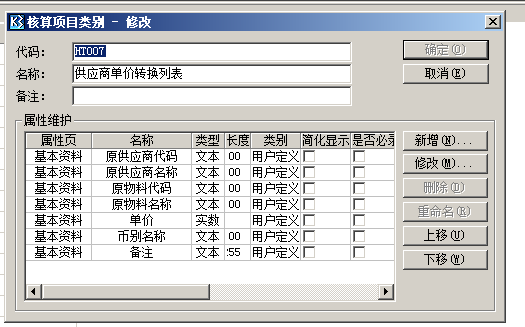 核算项目类别 - 修改
代码: HT007 确定(O)
名称: 供应商单价转换列表 取消(E)
备注:
属性维护
属性页 名称 类型 长度 类别 简化显示 是否必录
基本资料 原供应商代码 文本 00 用户定义
基本资料 原供应商名称 文本 00 用户定义
基本资料 原物料代码 文本 00 用户定义
基本资料 原物料名称 文本 00 用户定义
基本资料 单价 实数 用户定义
基本资料 币别名称 文本 00 用户定义
基本资料 备注 文本 :55 用户定义
新增(N)...
修改(M)...
删除(D)
重命名(R)
上移(U)
下移(W)